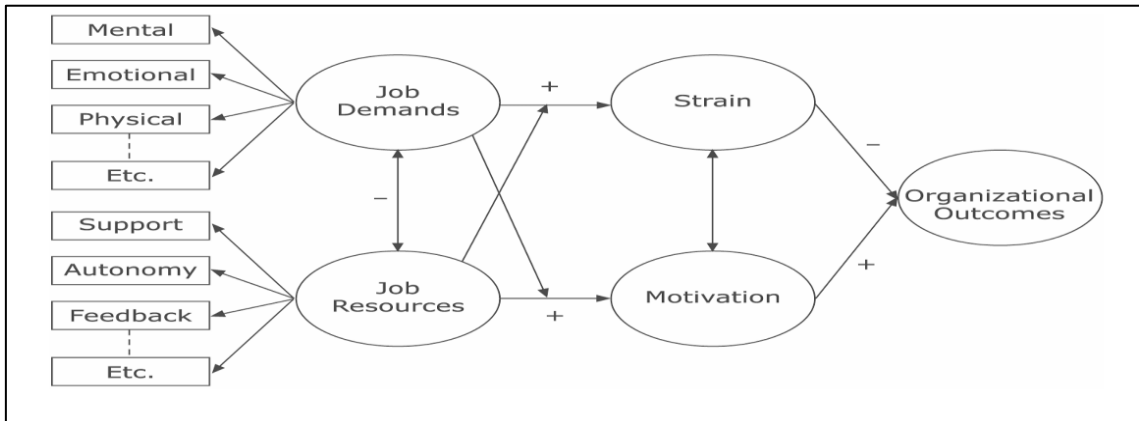 Mental
Emotional
Physical
Etc.
Support
Autonomy
Feedback
Etc.
Job
Demands
Job
Resources
+
−
+
Strain
Motivation
−
+
Organizational
Outcomes